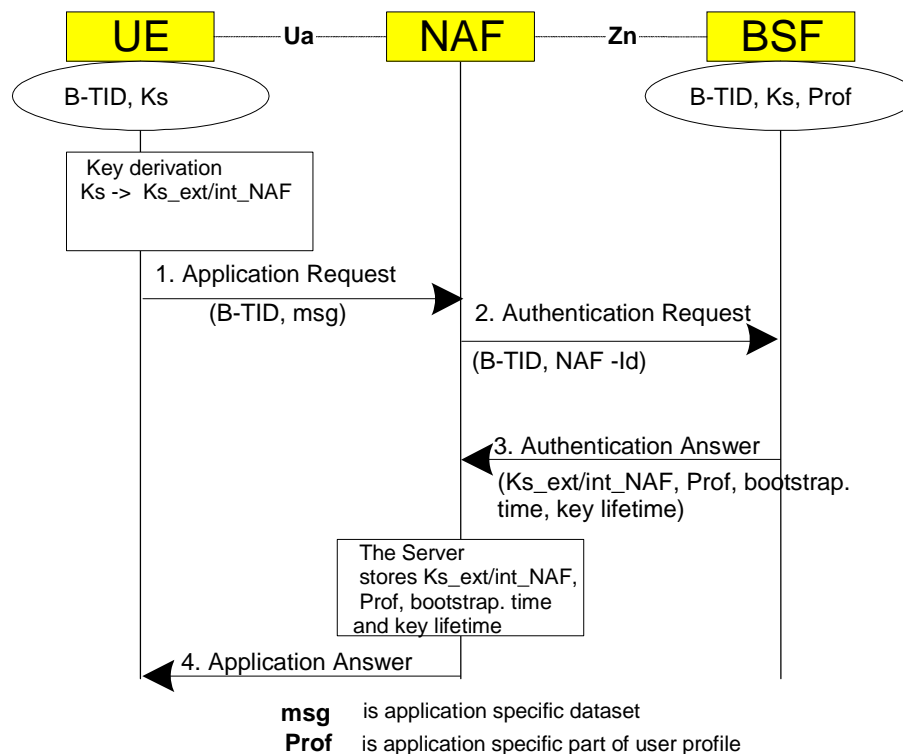 UE Ua NAF Zn BSF
B-TID, Ks
B-TID, Ks, Prof
Key derivation
Ks -> Ks_ext/int_NAF
1. Application Request
(B-TID, msg)
2. Authentication Request
(B-TID, NAF -Id)
3. Authentication Answer
(Ks_ext/int_NAF, Prof, bootstrap.
time, key lifetime)
The Server
stores Ks_ext/int_NAF,
Prof, bootstrap. time
and key lifetime
4. Application Answer
msg is application specific dataset
Prof is application specific part of user profile